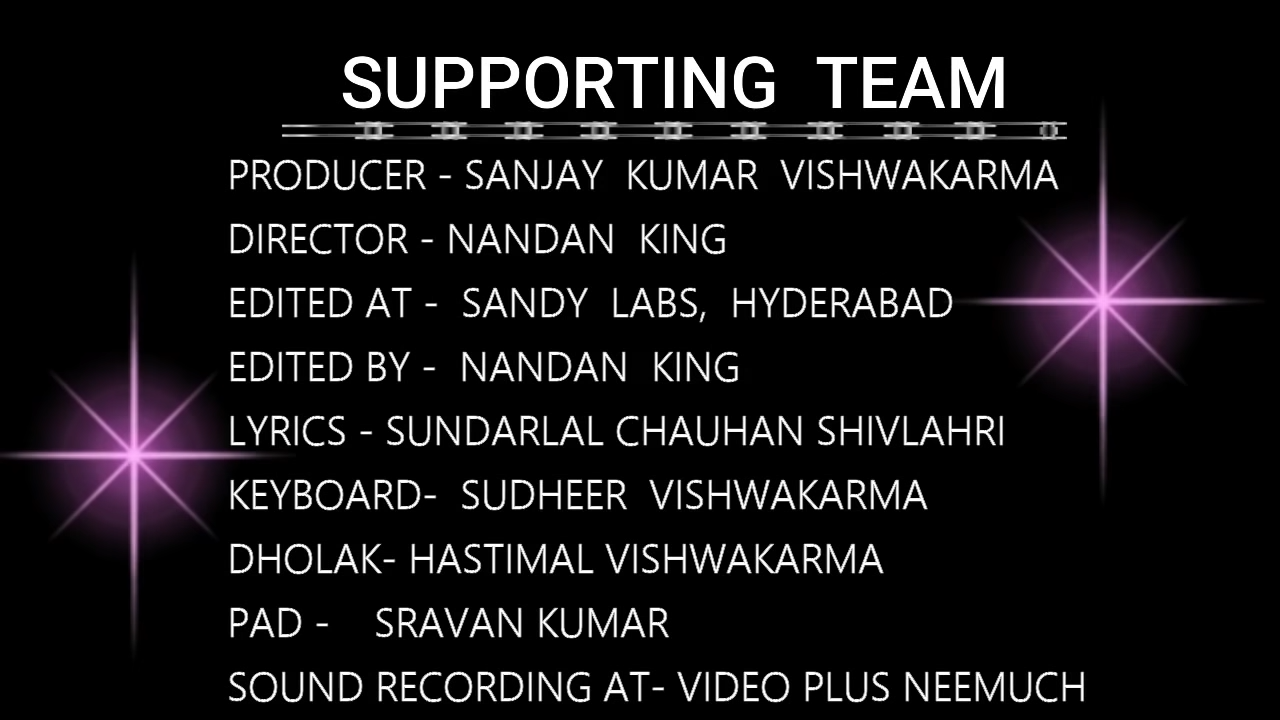 SUPPORTING TEAM
PRODUCER - SANJAY KUMAR VISHWAKARMA
DIRECTOR - NANDAN KING
EDITED AT - SANDY LABS, HYDERABAD
EDITED BY - NANDAN KING
LYRICS - SUNDARLAL CHAUHAN SHIVLAHRI
KEYBOARD- SUDHEER VISHWAKARMA
DHOLAK- HASTIMAL VISHWAKARMA
PAD - SRAVAN KUMAR
SOUND RECORDING AT- VIDEO PLUS NEEMUCH